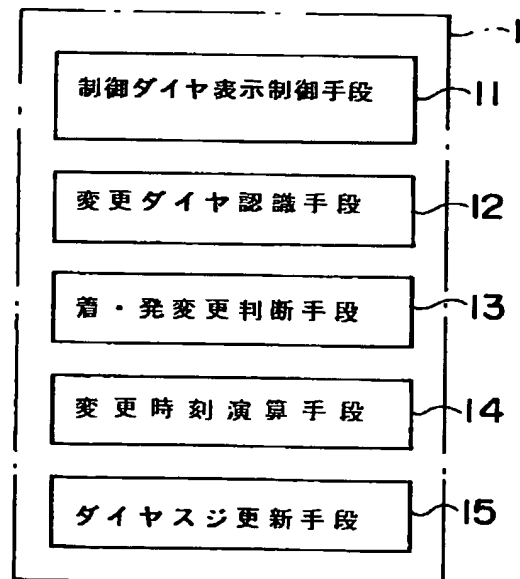 1
制御ダイヤ表示制御手段 11
変更ダイヤ認識手段 12
着・発変更判断手段 13
変更時刻演算手段 14
ダイヤスジ更新手段 15